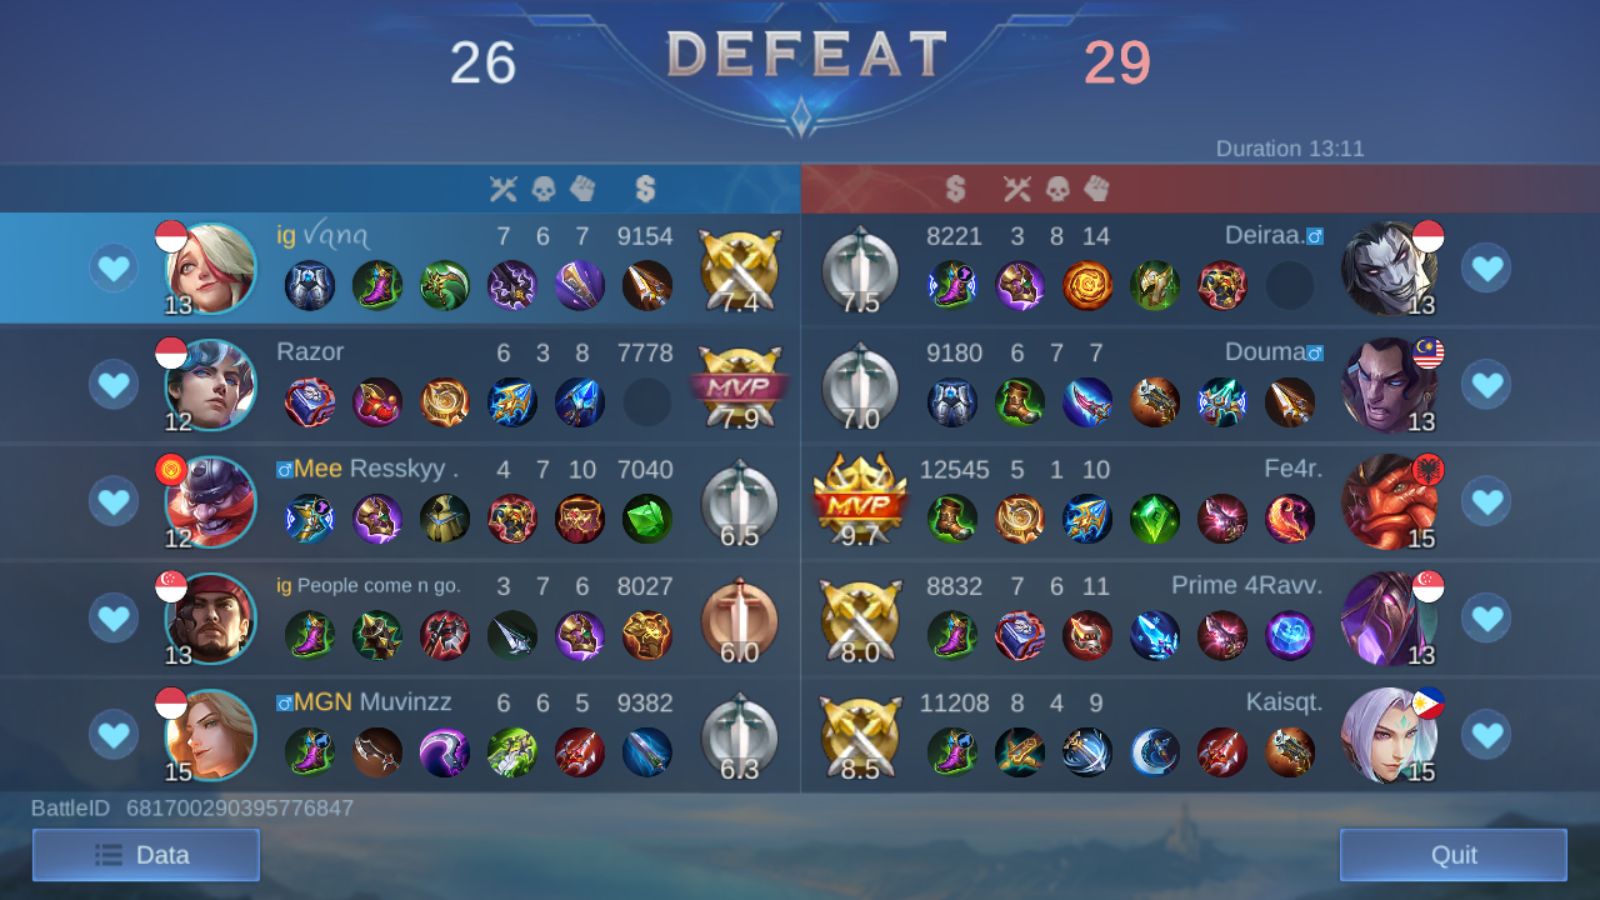 26 DEFEAT 29
Duration 13:11
ig Vana 7 6 7 9154
13 7.4
8221 3 8 14 Deiraa.
7.5 13
Razor 6 3 8 7778
12 MVP 7.9
9180 6 7 7 Douma
7.0 13
Mee Resskyy . 4 7 10 7040
12 6.5
12545 5 1 10 Fe4r.
MVP 9.7 15
ig People come n go. 3 7 6 8027
13 6.0
8832 7 6 11 Prime 4Ravv.
8.0 13
MGN Muvinzz 6 6 5 9382
15 6.3
11208 8 4 9 Kaisqt.
8.5 15
BattleID 681700290395776847
Data Quit